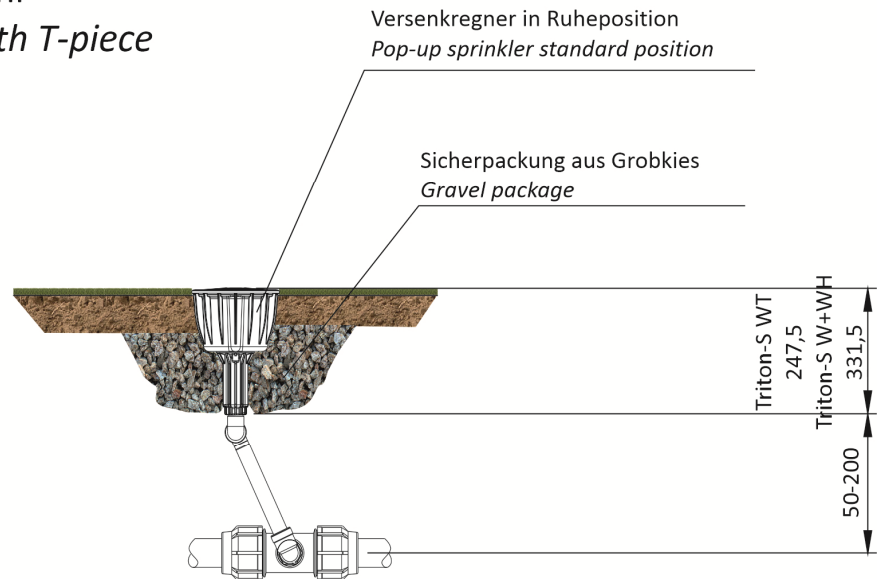 th T-piece
Versenkregner in Ruheposition
Pop-up sprinkler standard position
Sicherpackung aus Grobkies
Gravel package
Triton-S WT
247,5
Triton-S W+WH
331,5
50-200